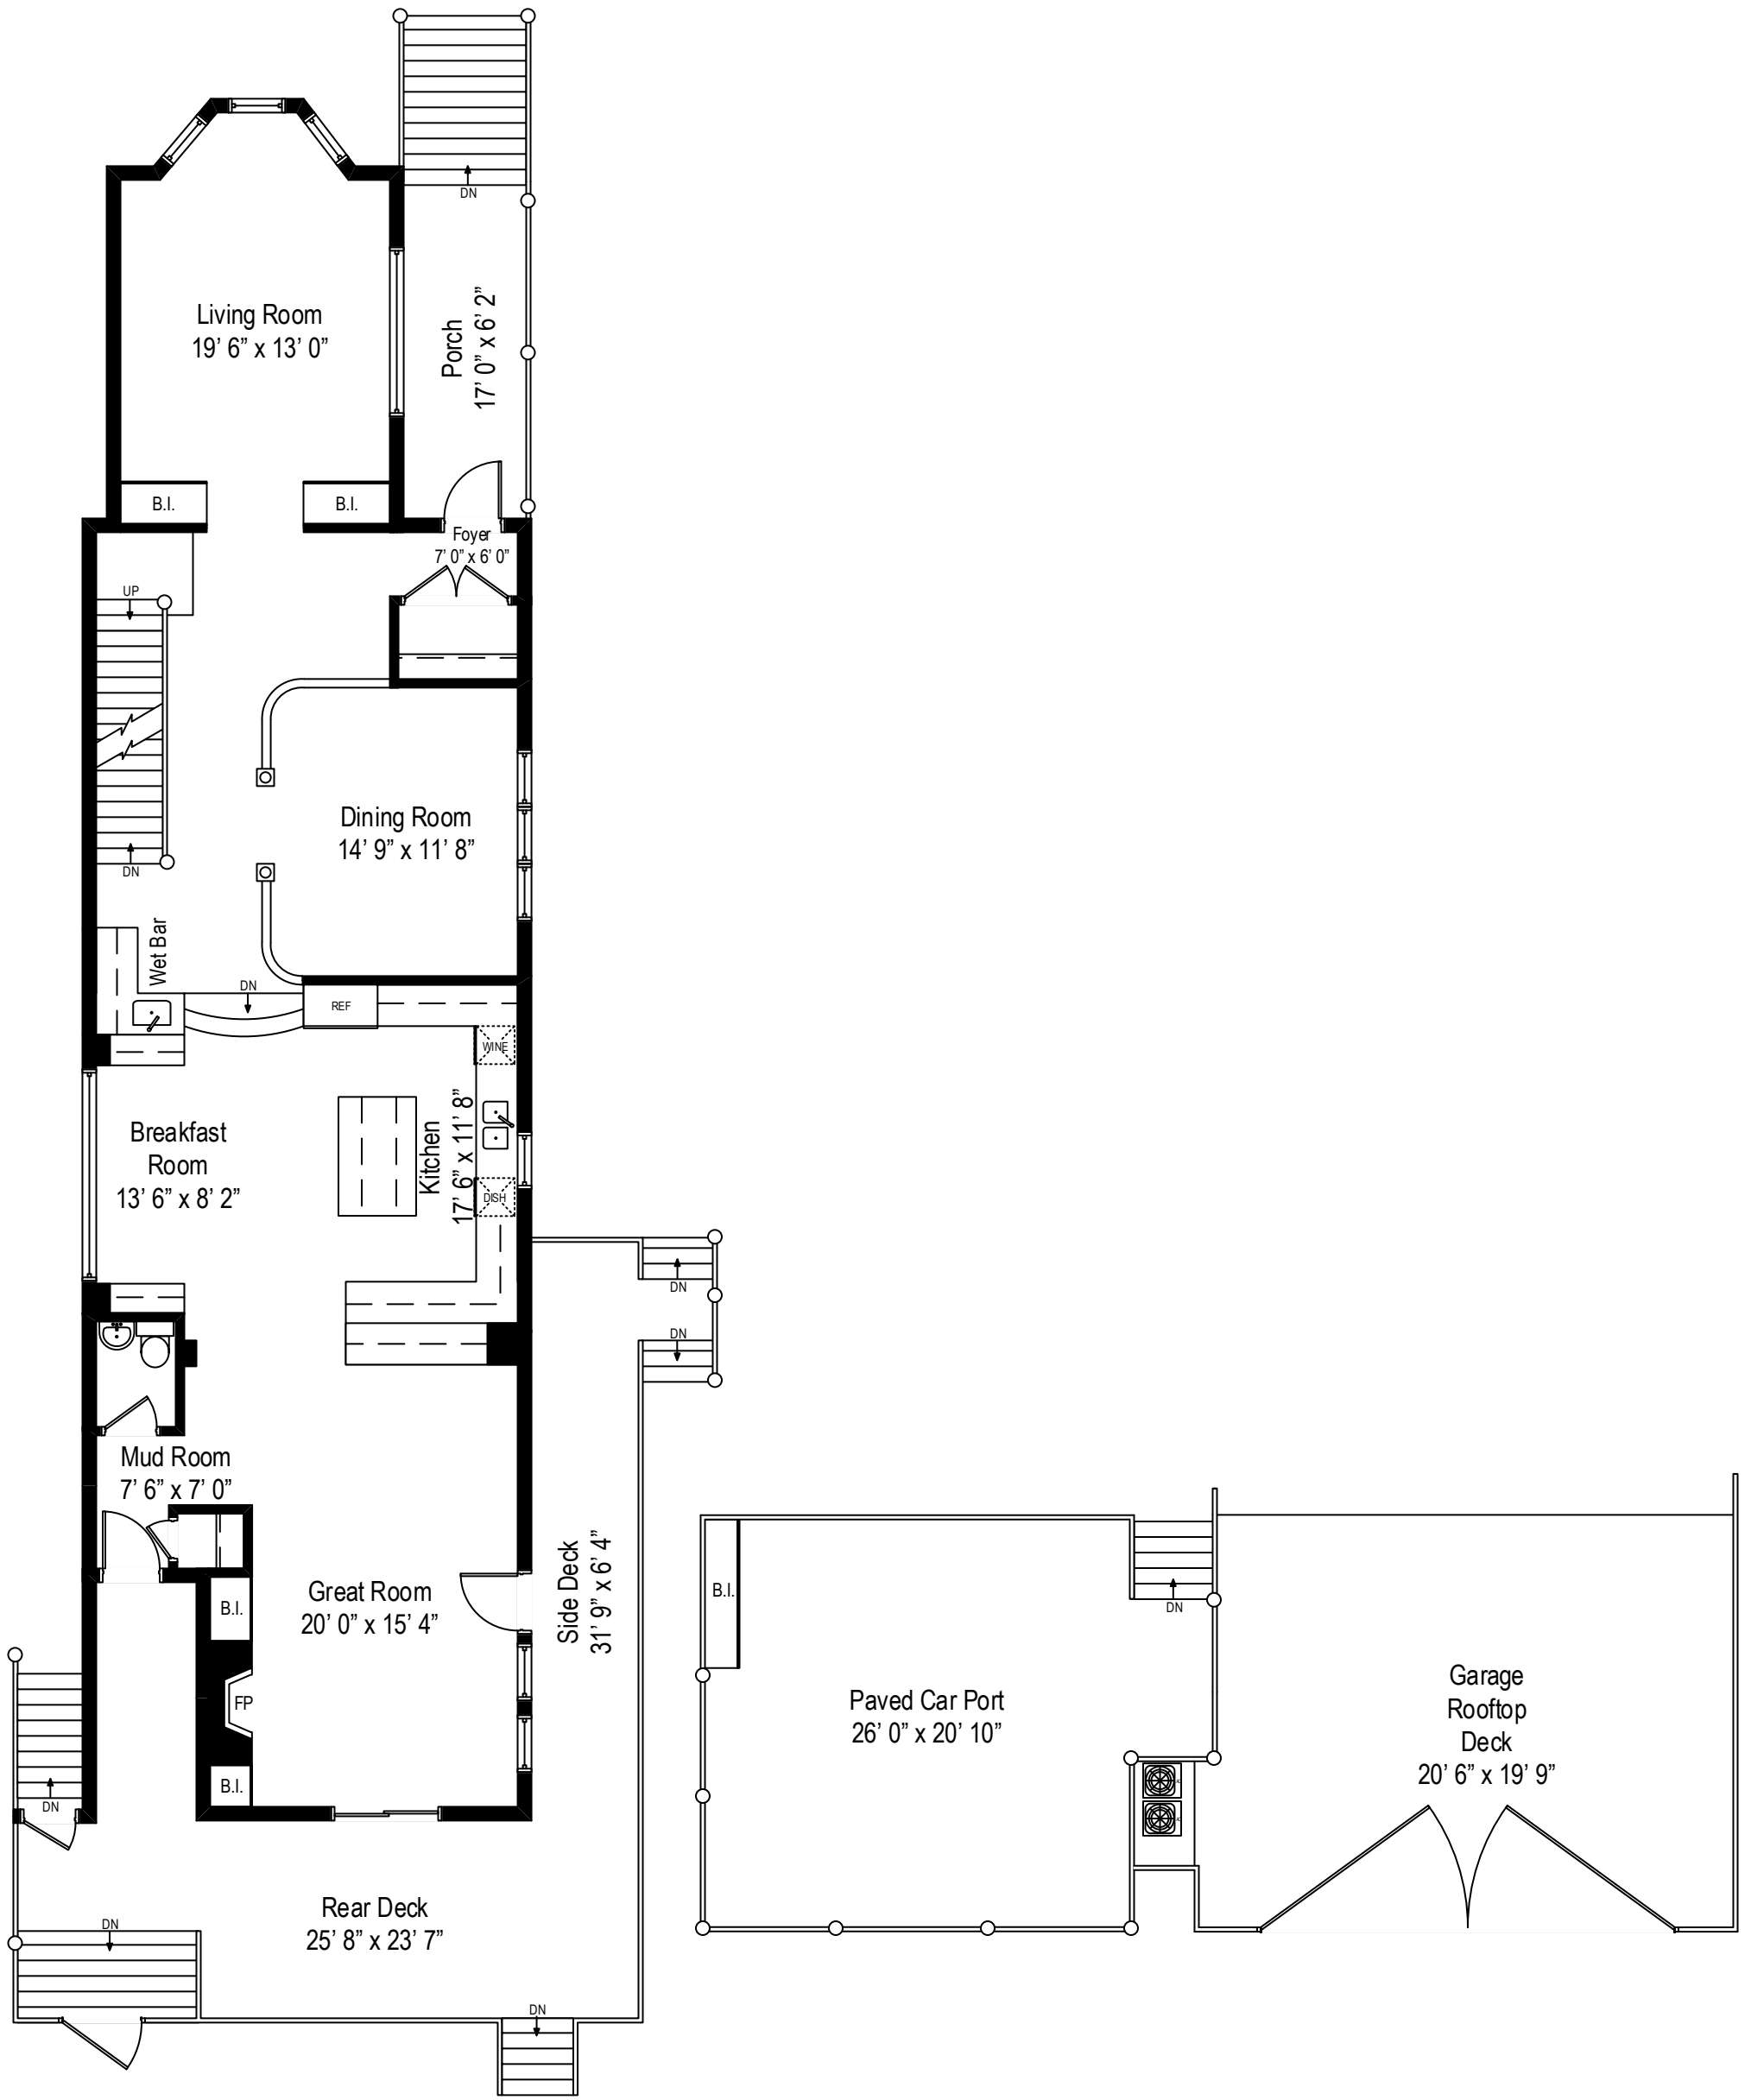 DN
Living Room
19’ 6” x 13’ 0”
Porch
17’ 0” x 6’ 2”
B.I.
B.I.
Foyer
7’ 0” x 6’ 0”
UP
Dining Room
14’ 9” x 11’ 8”
DN
Wet Bar
DN
REF
WINE
Breakfast
Room
13’ 6” x 8’ 2”
Kitchen
17’ 6” x 11’ 8”
DISH
DN
DN
Mud Room
7’ 6” x 7’ 0”
Great Room
20’ 0” x 15’ 4”
B.I.
FP
B.I.
Side Deck
31’ 9” x 6’ 4”
DN
Rear Deck
25’ 8” x 23’ 7”
DN
DN
B.I.
DN
Paved Car Port
26’ 0” x 20’ 10”
Garage
Rooftop
Deck
20’ 6” x 19’ 9”